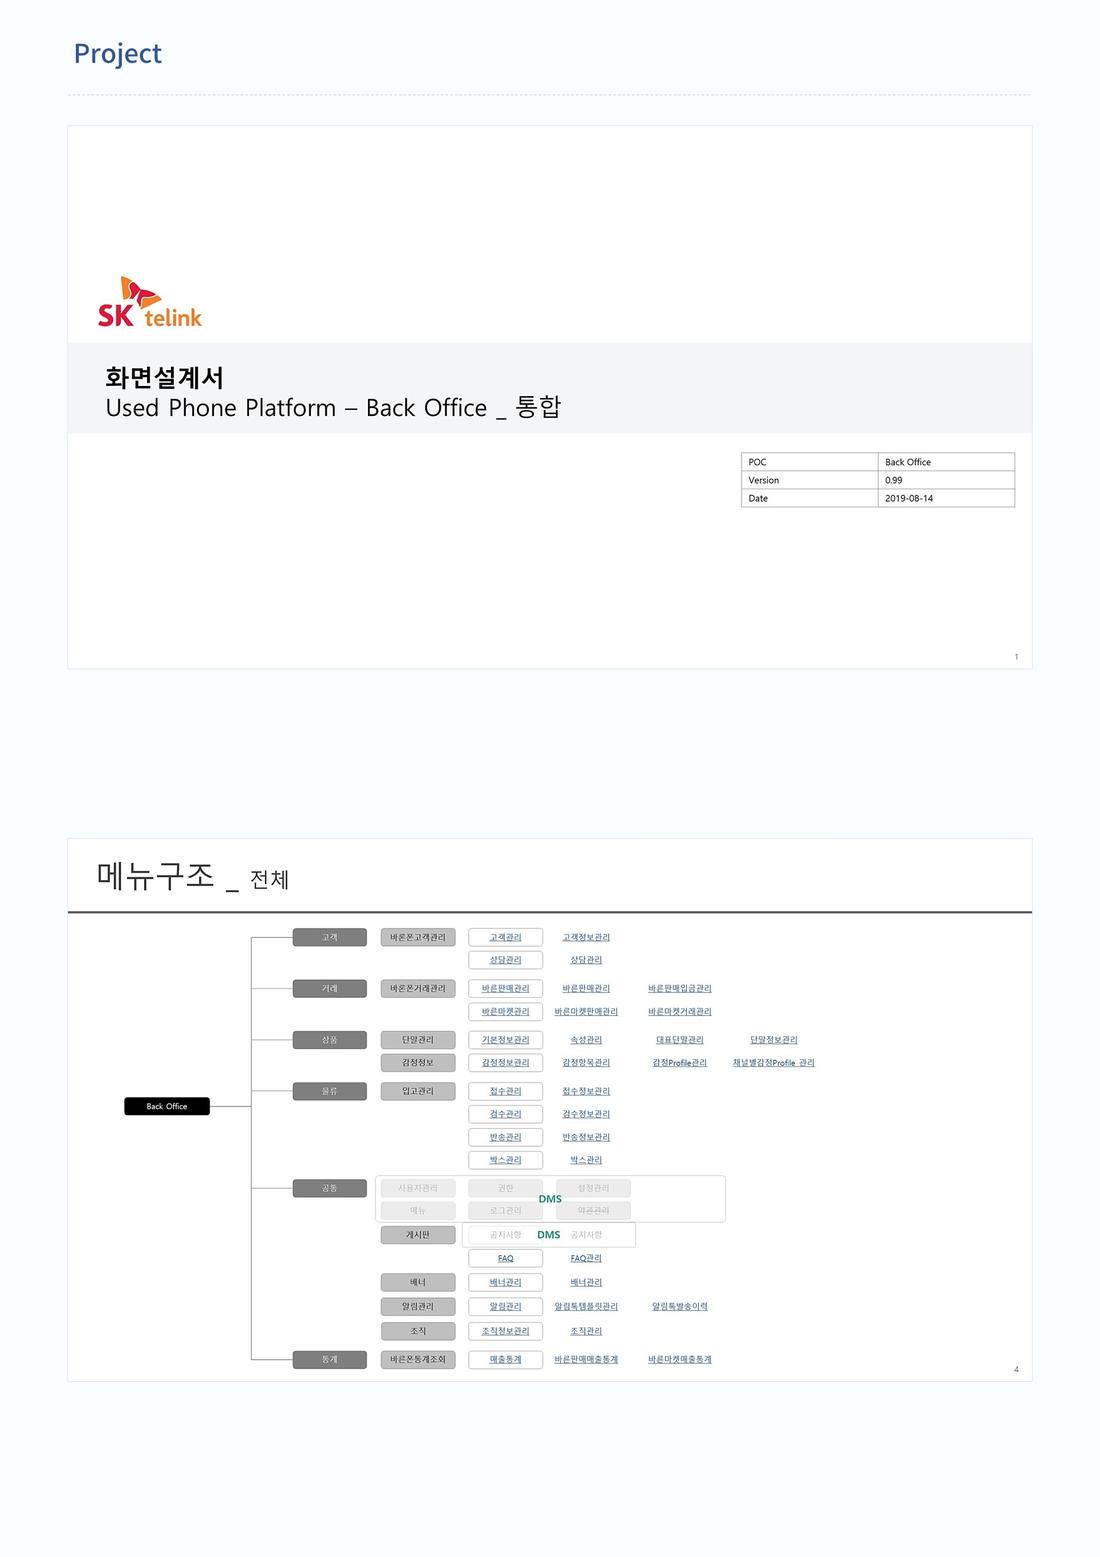 Project
SK telink
화면설계서
Used Phone Platform – Back Office _ 통합
POC Back Office
Version 0.99
Date 2019-08-14
1
메뉴구조 _ 전체
고객 바론폰고객관리 고객관리 고객정보관리
상담관리 상담관리
거래 바론폰거래관리 바른판매관리 바른판매관리 바른판매입금관리
바른마켓관리 바른마켓판매관리 바른마켓거래관리
상품 단말관리 기본정보관리 속성관리 대표단말관리 단말정보관리
감정정보 감정정보관리 감정항목관리 감정Profile관리 채널별감정Profile 관리
물류 입고관리 접수관리 접수정보관리
Back Office
검수관리 검수정보관리
반송관리 반송정보관리
박스관리 박스관리
공통 사용자관리 권한 설정관리
DMS
메뉴 로그관리 약관관리
게시판 공지사항 DMS 공지사항
FAQ FAQ관리
배너 배너관리 배너관리
알림관리 알림관리 알림톡템플릿관리 알림톡발송이력
조직 조직정보관리 조직관리
통계 바른폰통계조회 매출통계 바른판매매출통계 바른마켓매출통계
4